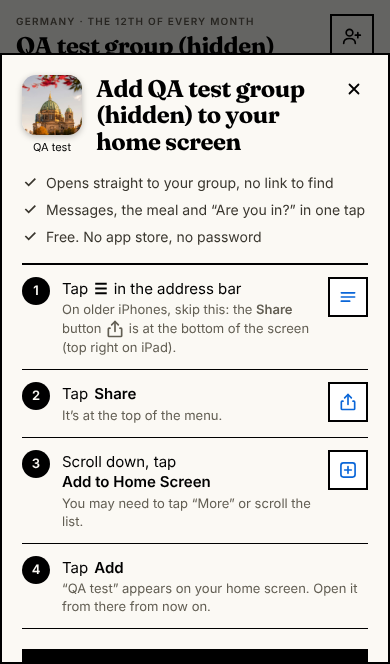 GERMANY · THE 12TH OF EVERY MONTH
QA test group (hidden)
Add QA test group
(hidden) to your
home screen
QA test
Opens straight to your group, no link to find
Messages, the meal and “Are you in?” in one tap
Free. No app store, no password
1
Tap ☰ in the address bar
On older iPhones, skip this: the Share
button is at the bottom of the screen
(top right on iPad).
2
Tap Share
It’s at the top of the menu.
3
Scroll down, tap
Add to Home Screen
You may need to tap “More” or scroll the
list.
4
Tap Add
“QA test” appears on your home screen. Open it
from there from now on.